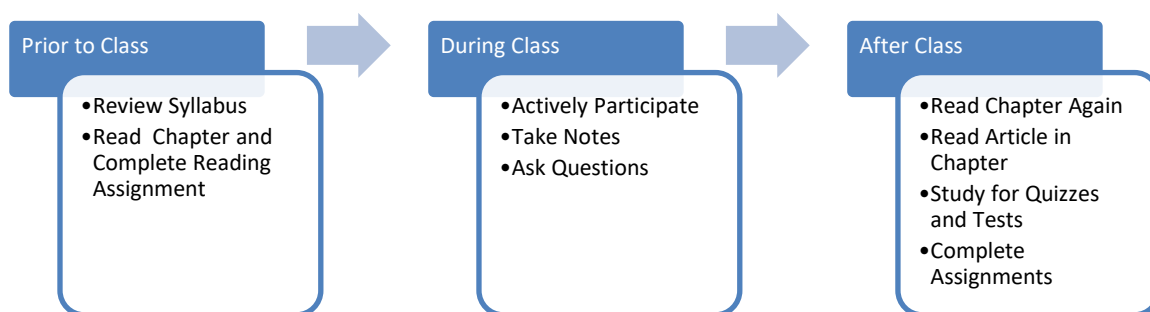 Prior to Class
•Review Syllabus
•Read Chapter and
Complete Reading
Assignment
During Class
•Actively Participate
•Take Notes
•Ask Questions
After Class
•Read Chapter Again
•Read Article in
Chapter
•Study for Quizzes
and Tests
•Complete
Assignments